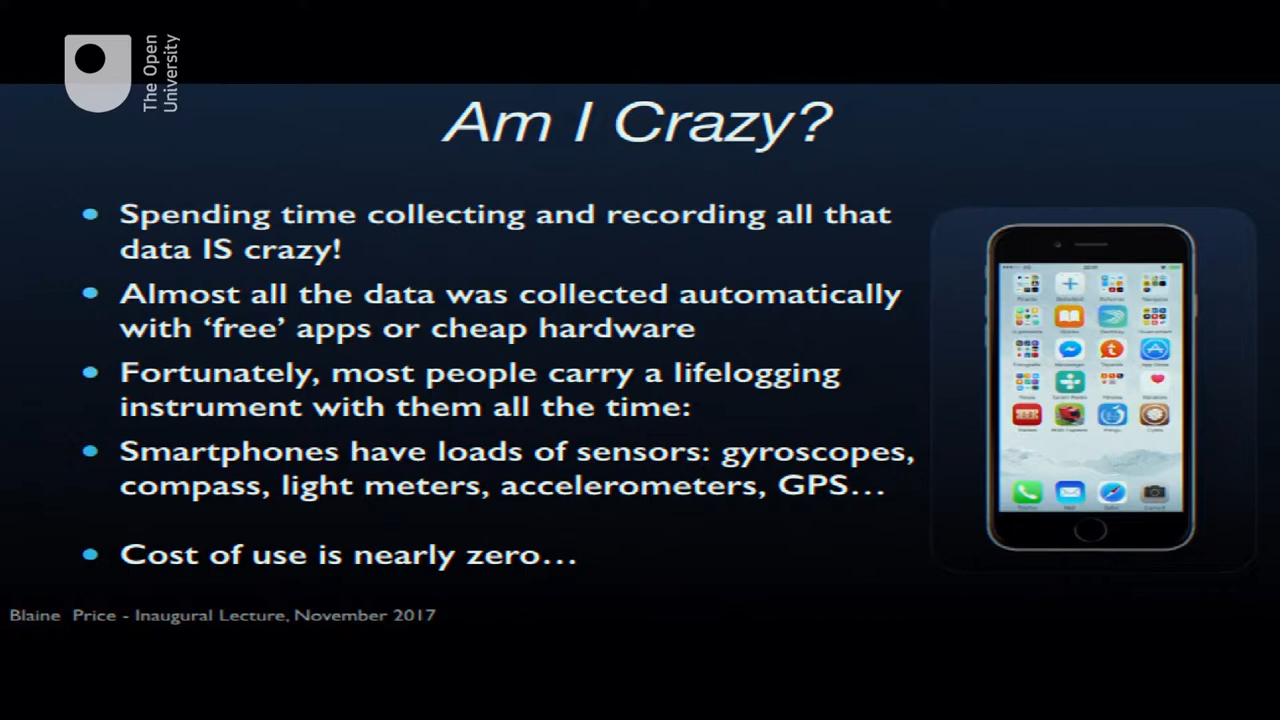 The Open
University
Am I Crazy?
Spending time collecting and recording all that
data IS crazy!
Almost all the data was collected automatically
with ‘free’ apps or cheap hardware
Fortunately, most people carry a lifelogging
instrument with them all the time:
Smartphones have loads of sensors: gyroscopes,
compass, light meters, accelerometers, GPS…
Cost of use is nearly zero…
Blaine Price - Inaugural Lecture, November 2017